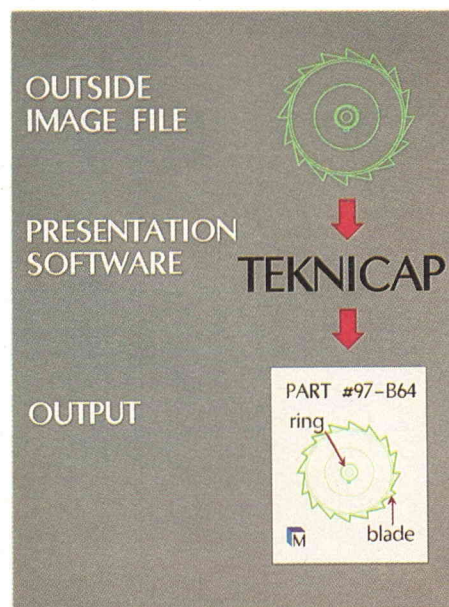 OUTSIDE
IMAGE FILE
PRESENTATION
SOFTWARE
TEKNICAP
OUTPUT
PART #97-B64
ring
blade
M